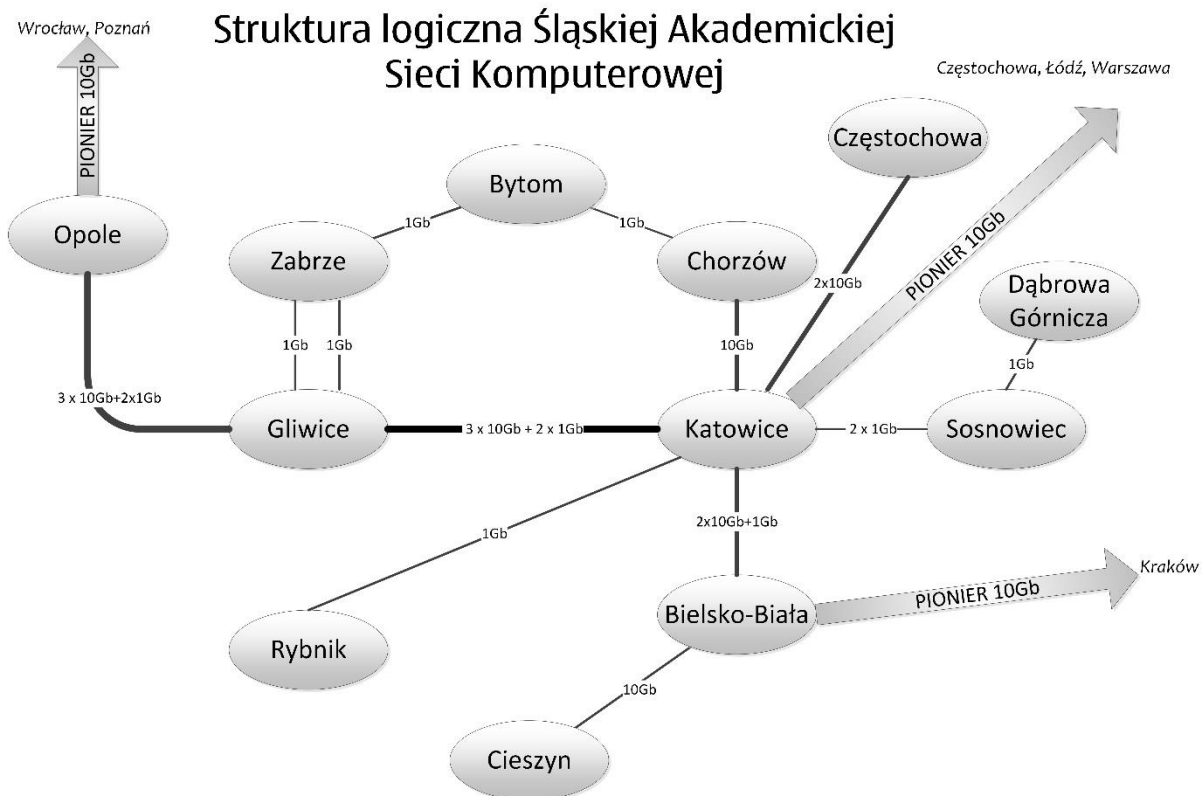 Struktura logiczna Śląskiej Akademickiej
Sieci Komputerowej
Wrocław, Poznań
PIONIER 10Gb
Częstochowa, Łódź, Warszawa
PIONIER 10Gb
Częstochowa
Bytom
1Gb
1Gb
Opole
Zabrze
Chorzów
2x10Gb
Dąbrowa
Górnicza
1Gb
1Gb
10Gb
1Gb
3 x 10Gb+2x1Gb
Gliwice
3 x 10Gb + 2 x 1Gb
Katowice
2 x 1Gb
Sosnowiec
1Gb
2x10Gb+1Gb
Kraków
PIONIER 10Gb
Bielsko-Biała
Rybnik
10Gb
Cieszyn